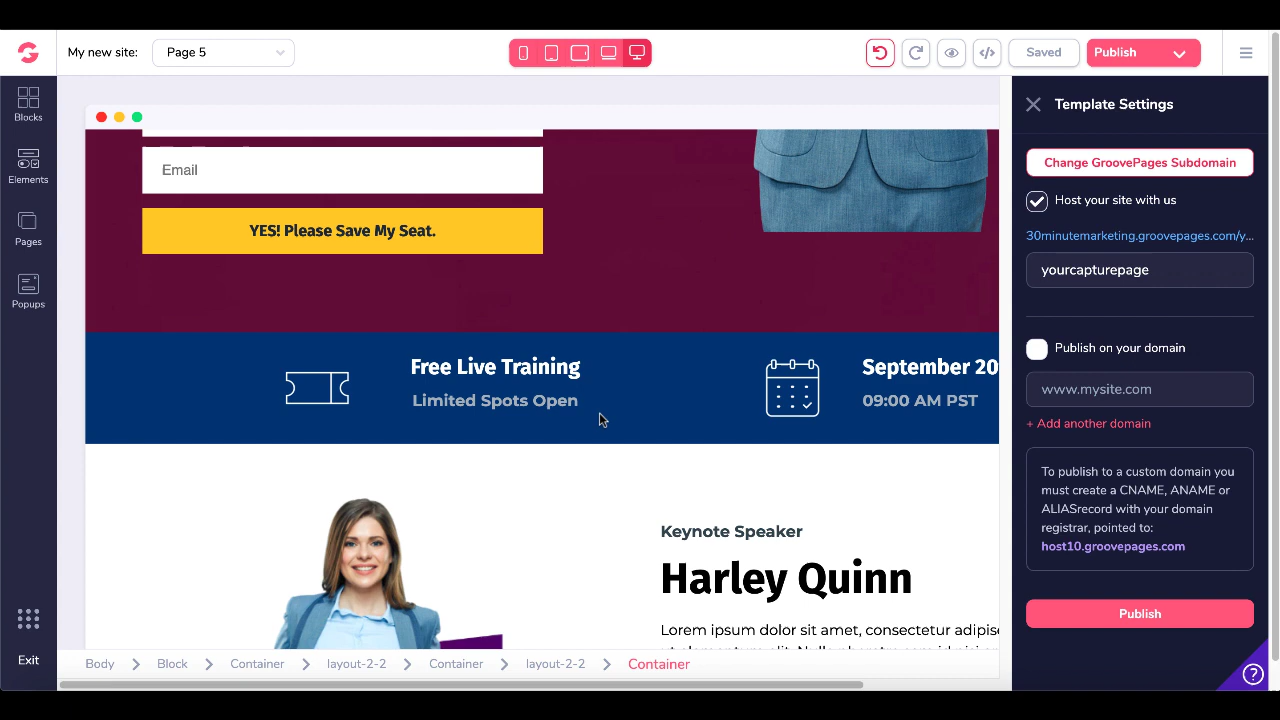 My new site:
Page 5
Saved
Publish
Blocks
Elements
Pages
Popups
Exit
Email
YES! Please Save My Seat.
Free Live Training
Limited Spots Open
September 20
09:00 AM PST
Keynote Speaker
Harley Quinn
Lorem ipsum dolor sit amet, consectetur adipisc
Body
Block
Container
layout-2-2
Container
layout-2-2
Container
Template Settings
Change GroovePages Subdomain
Host your site with us
30minutemarketing.groovepages.com/y...
yourcapturepage
Publish on your domain
www.mysite.com
+ Add another domain
To publish to a custom domain you
must create a CNAME, ANAME or
ALIASrecord with your domain
registrar, pointed to:
host10.groovepages.com
Publish